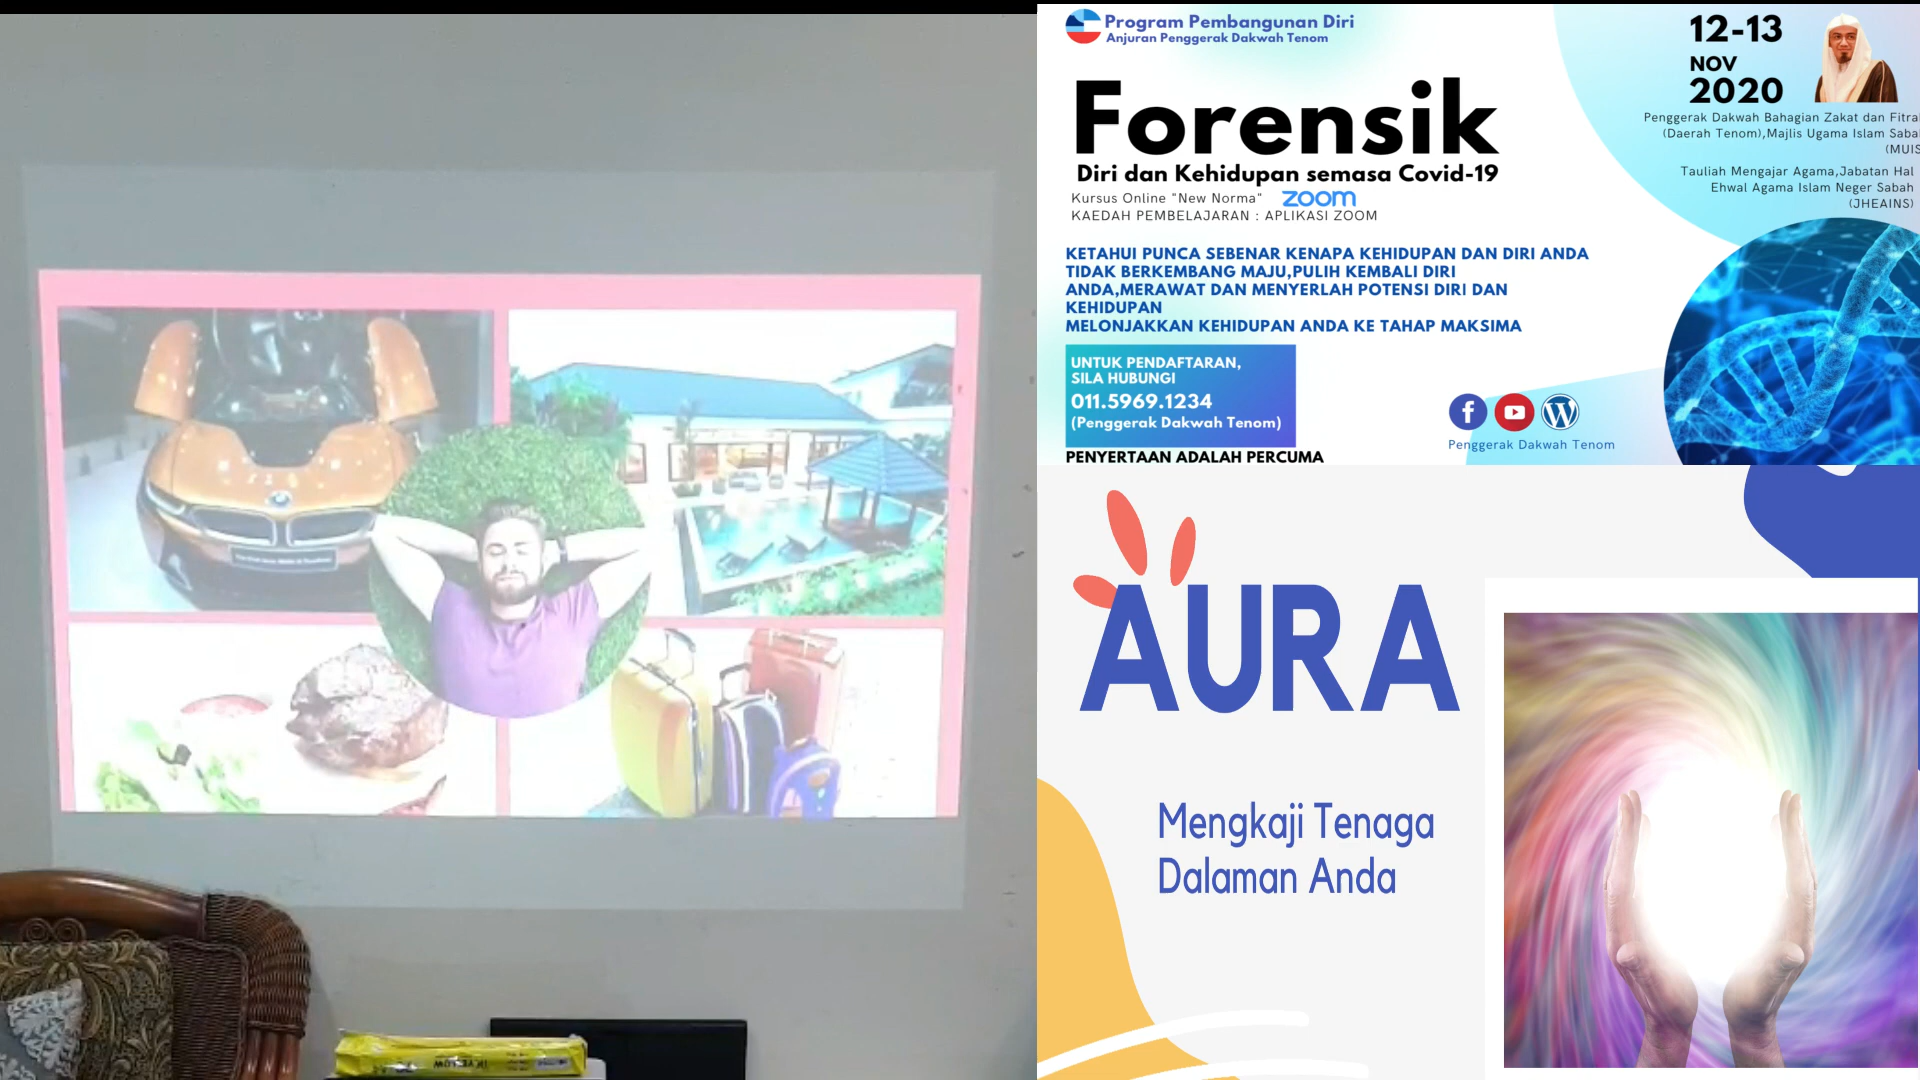 Program Pembangunan Diri
Anjuran Penggerak Dakwah Tenom
Forensik
Diri dan Kehidupan semasa Covid-19
Kursus Online "New Norma" zoom
KAEDAH PEMBELAJARAN : APLIKASI ZOOM
12-13
NOV
2020
Penggerak Dakwah Bahagian Zakat dan Fitra
(Daerah Tenom),Majlis Ugama Islam Saba
(MUIS
Tauliah Mengajar Agama,Jabatan Hal
Ehwal Agama Islam Neger Sabah
(JHEAINS)
KETAHUI PUNCA SEBENAR KENAPA KEHIDUPAN DAN DIRI ANDA
TIDAK BERKEMBANG MAJU,PULIH KEMBALI DIRI
ANDA,MERAWAT DAN MENYERLAH POTENSI DIRI DAN
KEHIDUPAN
MELONJAKKAN KEHIDUPAN ANDA KE TAHAP MAKSIMA
UNTUK PENDAFTARAN,
SILA HUBUNGI
011.5969.1234
(Penggerak Dakwah Tenom)
PENYERTAAN ADALAH PERCUMA
Penggerak Dakwah Tenom
AURA
Mengkaji Tenaga
Dalaman Anda